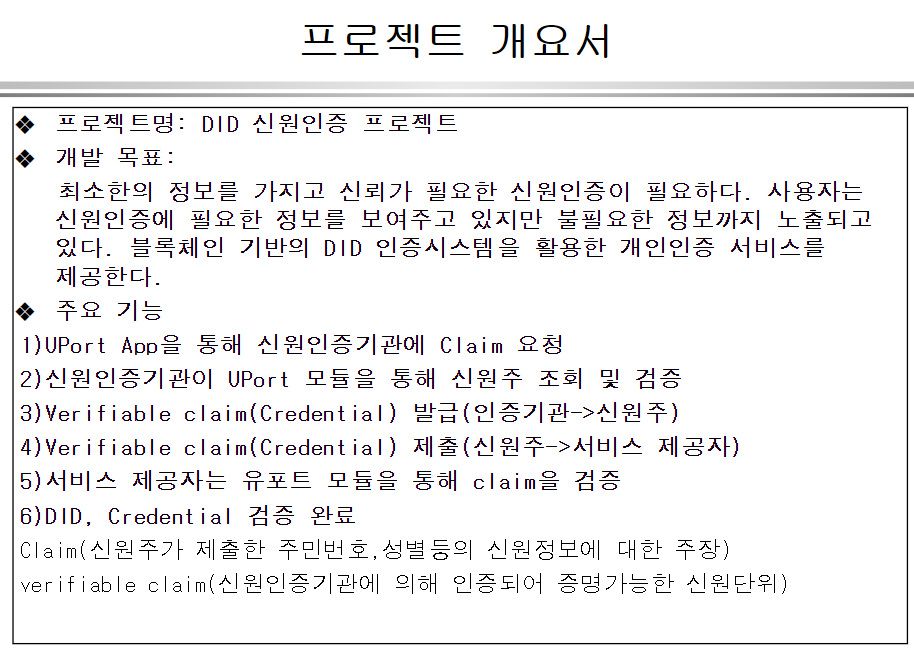 프로젝트 개요서
❖ 프로젝트명: DID 신원인증 프로젝트
❖ 개발 목표:
최소한의 정보를 가지고 신뢰가 필요한 신원인증이 필요하다. 사용자는
신원인증에 필요한 정보를 보여주고 있지만 불필요한 정보까지 노출되고
있다. 블록체인 기반의 DID 인증시스템을 활용한 개인인증 서비스를
제공한다.
❖ 주요 기능
1)UPort App을 통해 신원인증기관에 Claim 요청
2)신원인증기관이 UPort 모듈을 통해 신원주 조회 및 검증
3)Verifiable claim(Credential) 발급(인증기관->신원주)
4)Verifiable claim(Credential) 제출(신원주->서비스 제공자)
5)서비스 제공자는 유포트 모듈을 통해 claim을 검증
6)DID, Credential 검증 완료
Claim(신원주가 제출한 주민번호,성별등의 신원정보에 대한 주장)
verifiable claim(신원인증기관에 의해 인증되어 증명가능한 신원단위)